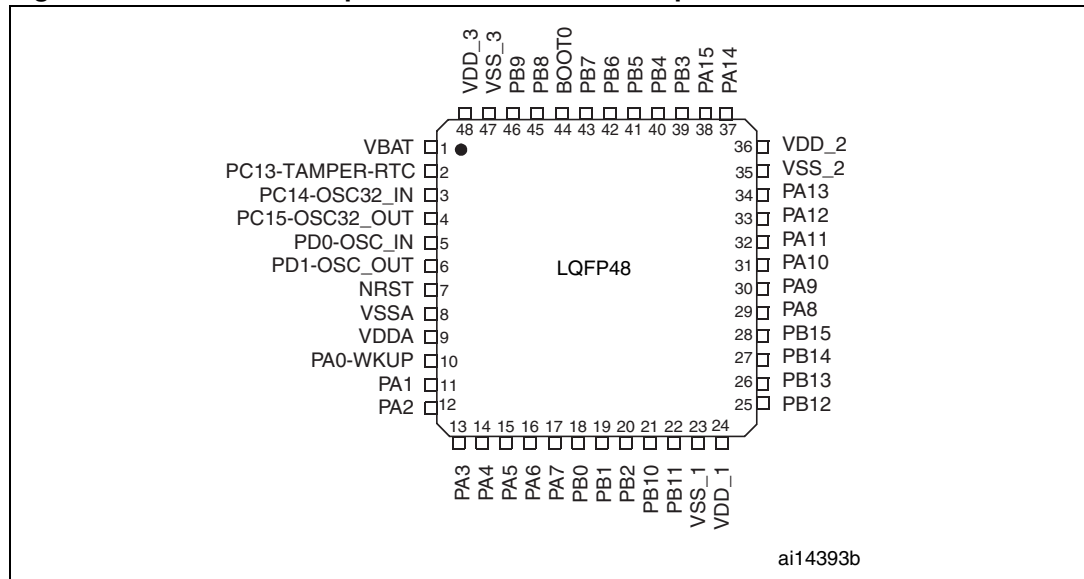 VDD_3
VSS_3
PB9
PB8
BOOT0
PB7
PB6
PB5
PB4
PB3
PA15
PA14
48 47 46 45 44 43 42 41 40 39 38 37
VBAT 1 36 VDD_2
PC13-TAMPER-RTC 2 35 VSS_2
PC14-OSC32_IN 3 34 PA13
PC15-OSC32_OUT 4 33 PA12
PD0-OSC_IN 5 32 PA11
PD1-OSC_OUT 6 LQFP48 31 PA10
NRST 7 30 PA9
VSSA 8 29 PA8
VDDA 9 28 PB15
PA0-WKUP 10 27 PB14
PA1 11 26 PB13
PA2 12 25 PB12
13 14 15 16 17 18 19 20 21 22 23 24
PA3
PA4
PA5
PA6
PA7
PB0
PB1
PB2
PB10
PB11
VSS_1
VDD_1
ai14393b